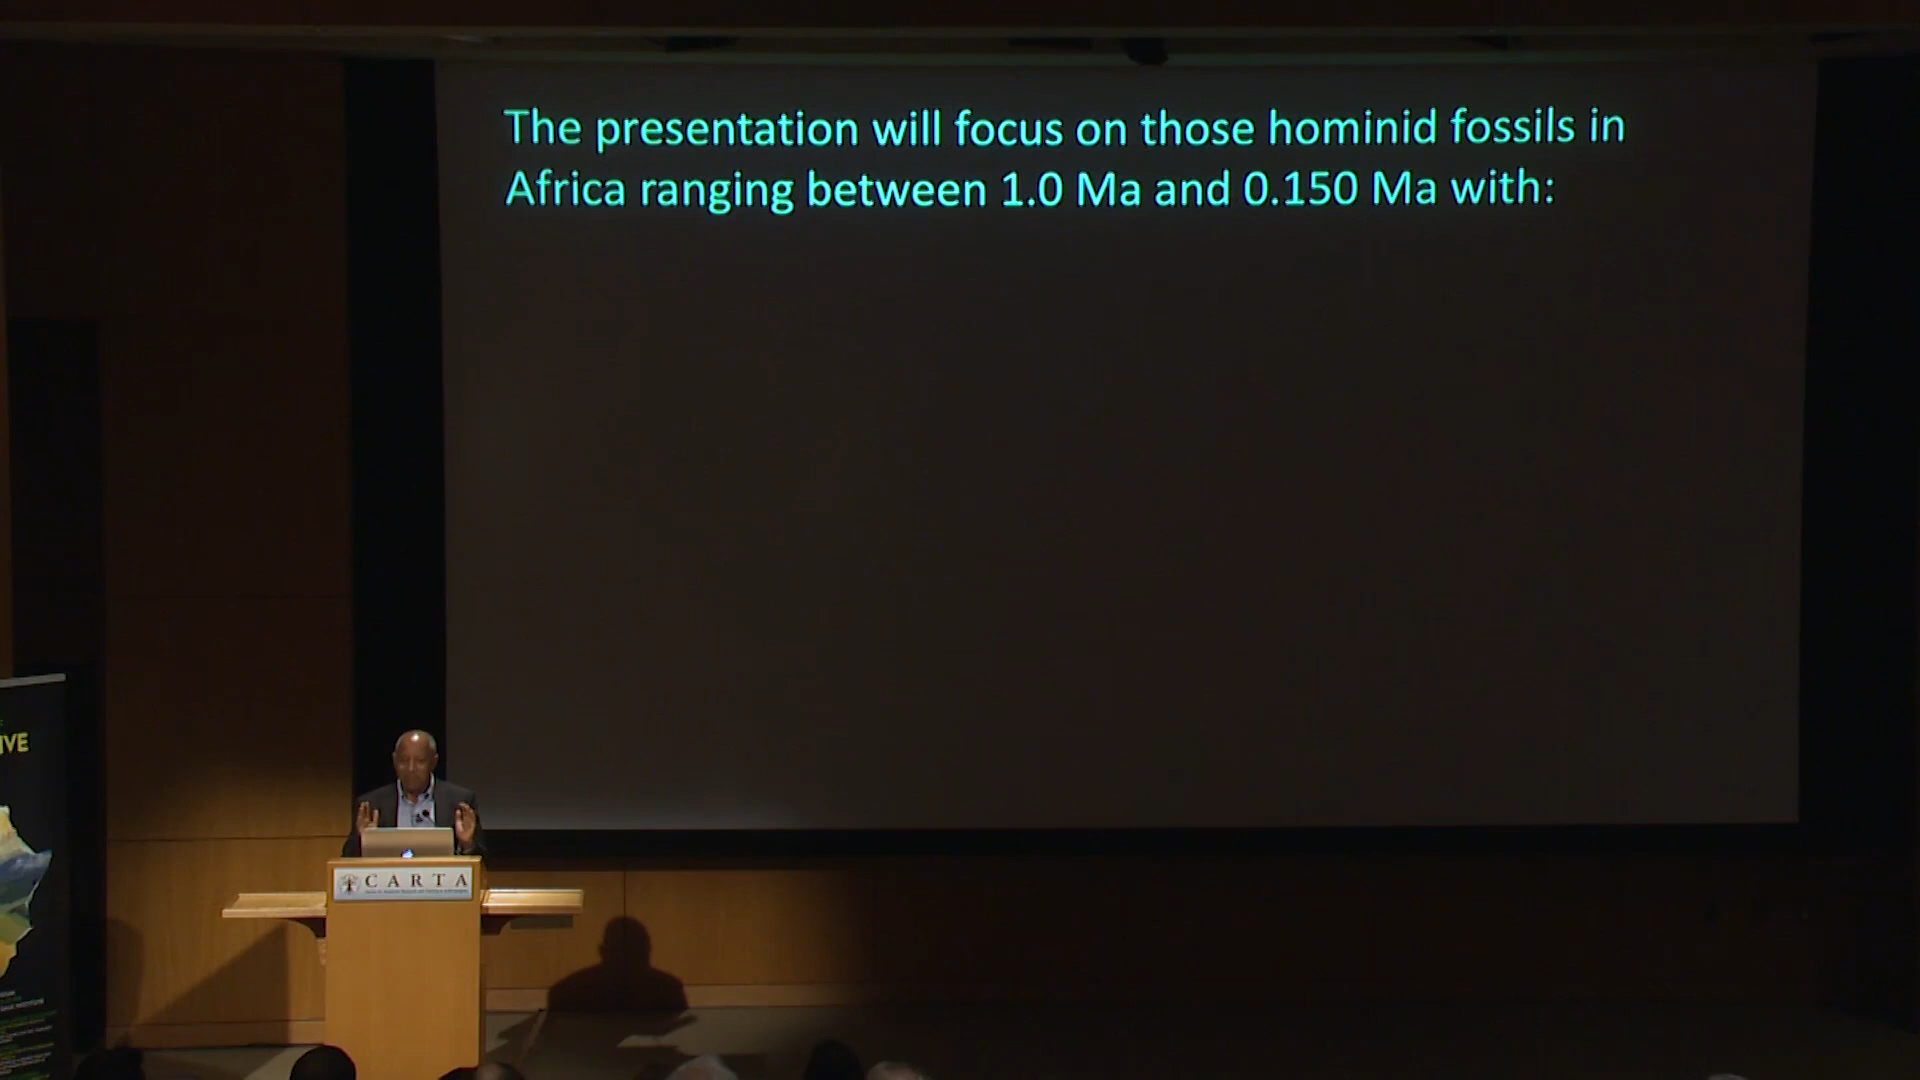 The presentation will focus on those hominid fossils in
Africa ranging between 1.0 Ma and 0.150 Ma with:
IVE
CARTA